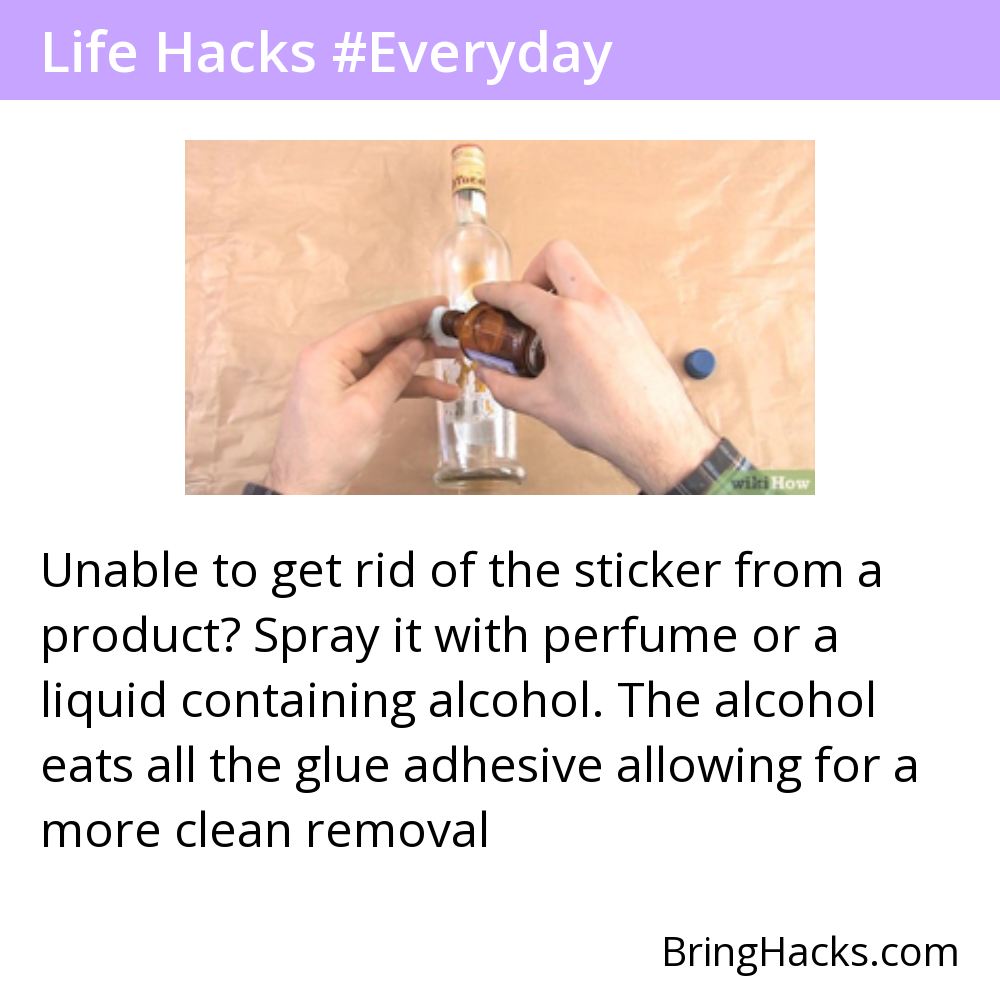 Life Hacks #Everyday
wikiHow
Unable to get rid of the sticker from a
product? Spray it with perfume or a
liquid containing alcohol. The alcohol
eats all the glue adhesive allowing for a
more clean removal
BringHacks.com